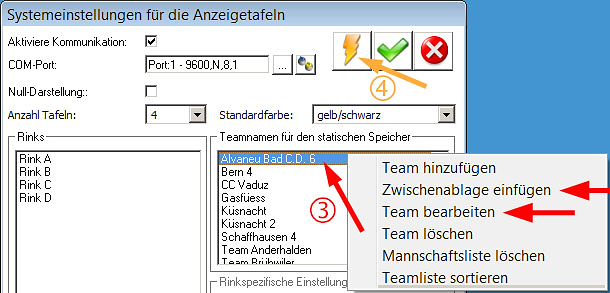 Systemeinstellungen für die Anzeigetafeln
Aktiviere Kommunikation:
COM-Port: Port:1 - 9600,N,8,1 ...
Null-Darstellung::
④
Anzahl Tafeln: 4 Standardfarbe: gelb/schwarz
Rinks
Rink A
Rink B
Rink C
Rink D
Teamnamen für den statischen Speicher
Alvaneu Bad C.D. 6
Bern 4
CC Vaduz
Gasfüess
Küsnacht
Küsnacht 2
Schaffhausen 4
Team Anderhalden
Team Brühwiler
③
Rinkspezifische Einstellung
Team hinzufügen
Zwischenablage einfügen
Team bearbeiten
Team löschen
Mannschaftsliste löschen
Teamliste sortieren